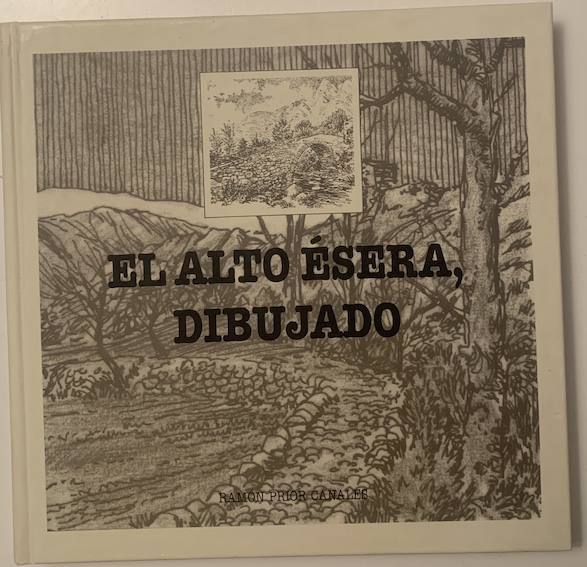 EL ALTO ÉSERA,
DIBUJADO
RAMÓN PRIOR CANALES